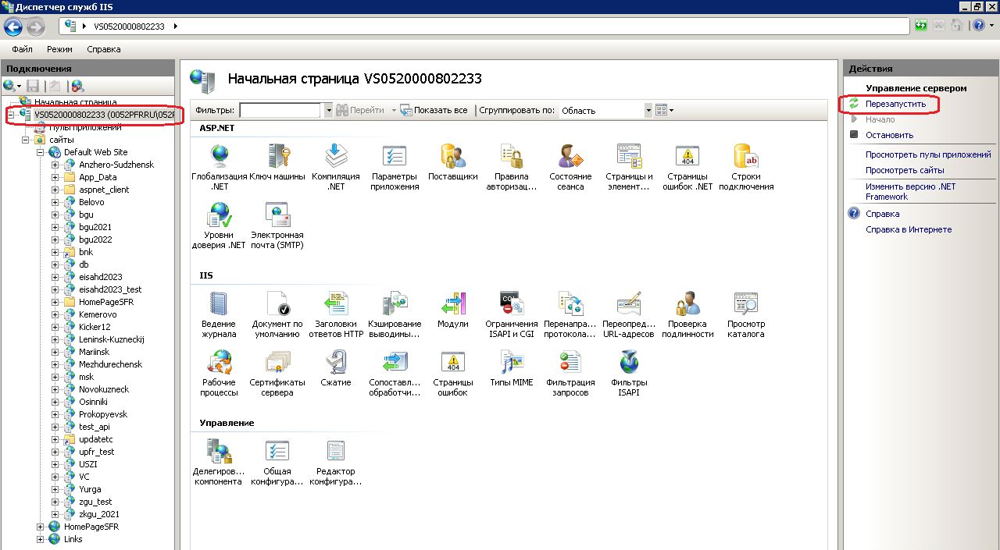 Диспетчер служб IIS
VS0520000802233
Файл Режим Справка
Подключения
Начальная страница
VS0520000802233 (0052PFRRU\052P
Пулы приложений
сайты
Default Web Site
Anzhero-Sudzhensk
App_Data
aspnet_client
Belovo
bgu
bgu2021
bgu2022
bnk
db
eisahd2023
eisahd2023_test
HomePageSFR
Kemerovo
Kicker12
Leninsk-Kuzneckij
Mariinsk
Mezhdurechensk
msk
Novokuzneck
Osinniki
Prokopyevsk
test_api
updatetc
upfr_test
USZI
VC
Yurga
zgu_test
zkgu_2021
HomePageSFR
Links
Начальная страница VS0520000802233
Фильтры: Перейти Показать все Сгруппировать по: Область
ASP.NET
Глобализация .NET
Ключ машины
Компиляция .NET
Параметры приложения
Поставщики
Правила авторизац...
Состояние сеанса
Страницы и элемент...
Страницы ошибок .NET
Строки подключения
Уровни доверия .NET
Электронная почта (SMTP)
IIS
Ведение журнала
Документ по умолчанию
Заголовки ответов HTTP
Кэширование выводимы...
Модули
Ограничения ISAPI и CGI
Перенапра... протокола...
Переопред... URL-адресов
Проверка подлинности
Просмотр каталога
Рабочие процессы
Сертификаты сервера
Сжатие
Сопоставл... обработчи...
Страницы ошибок
Типы MIME
Фильтрация запросов
Фильтры ISAPI
Управление
Делегиров... компонента
Общая конфигура...
Редактор конфигура...
Действия
Управление сервером
Перезапустить
Начало
Остановить
Просмотреть пулы приложений
Просмотреть сайты
Изменить версию .NET
Framework
Справка
Справка в Интернете